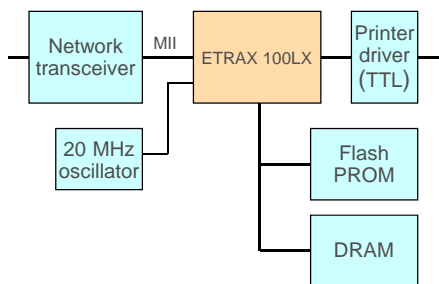 Network
transceiver
MII
ETRAX 100LX
Printer
driver
(TTL)
20 MHz
oscillator
Flash
PROM
DRAM